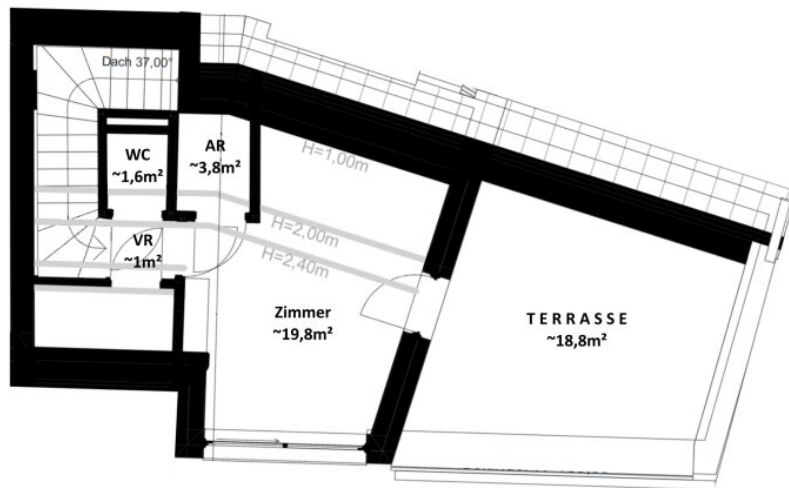 Dach 37,00°
WC
~1,6m²
AR
~3,8m²
H=1,00m
VR
~1m²
H=2,00m
H=2,40m
Zimmer
~19,8m²
TERRASSE
~18,8m²